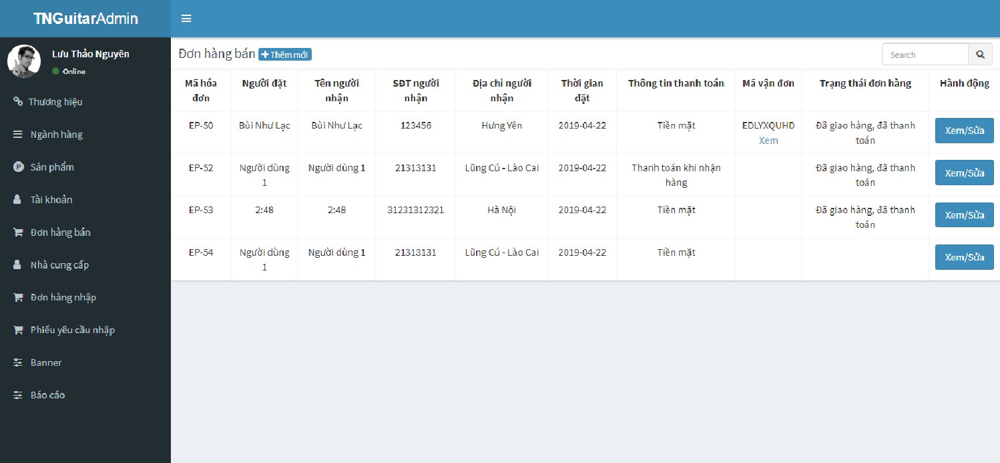 TNGuitarAdmin
Lưu Thảo Nguyên
Online
Thương hiệu
Ngành hàng
Sản phẩm
Tài khoản
Đơn hàng bán
Nhà cung cấp
Đơn hàng nhập
Phiếu yêu cầu nhập
Banner
Báo cáo
Đơn hàng bán Thêm mới
Search
Mã hóa đơn Người đặt Tên người nhận SĐT người nhận Địa chỉ người nhận Thời gian đặt Thông tin thanh toán Mã vận đơn Trạng thái đơn hàng Hành động
EP-50 Bùi Như Lạc Bùi Như Lạc 123456 Hưng Yên 2019-04-22 Tiền mặt EDLYXQUHD Xem Đã giao hàng, đã thanh toán Xem/Sửa
EP-52 Người dùng 1 Người dùng 1 21313131 Lũng Cú - Lào Cai 2019-04-22 Thanh toán khi nhận hàng Đã giao hàng, đã thanh toán Xem/Sửa
EP-53 2:48 2:48 31231312321 Hà Nội 2019-04-22 Tiền mặt Đã giao hàng, đã thanh toán Xem/Sửa
EP-54 Người dùng 1 Người dùng 1 21313131 Lũng Cú - Lào Cai 2019-04-22 Tiền mặt Xem/Sửa